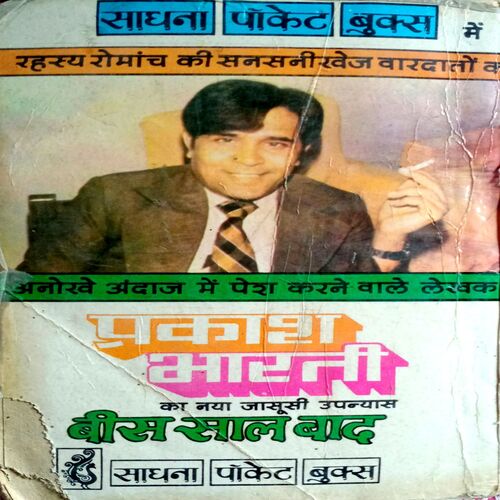 साधना पॉकेट बुक्स में
रहस्य रोमांच की सनसनीखेज वारदातों
अनोखे अंदाज में पेश करने वाले लेखक
प्रकाश
भारती
का नया जासूसी उपन्यास
बीस साल बाद
साधना पॉकेट बुक्स